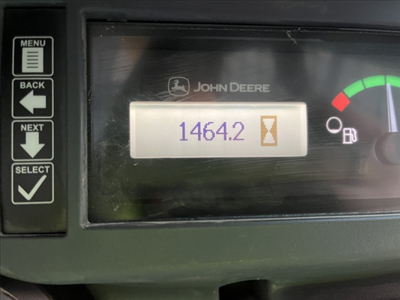 MENU
BACK
NEXT
SELECT
JOHN DEERE
1464.2